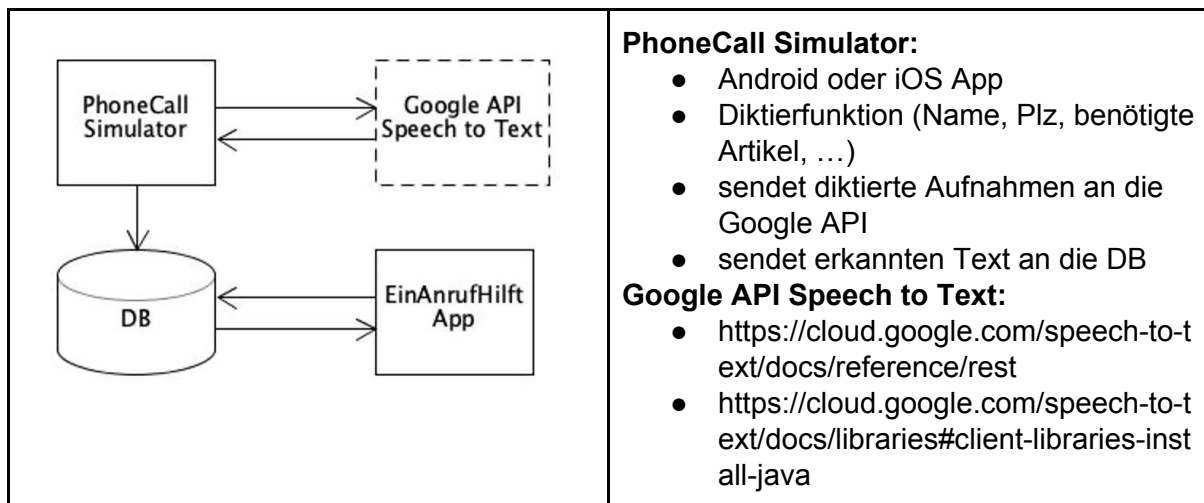 PhoneCall
Simulator
Google API
Speech to Text
DB
EinAnrufHilft
App
PhoneCall Simulator:
● Android oder iOS App
● Diktierfunktion (Name, Plz, benötigte
Artikel, …)
● sendet diktierte Aufnahmen an die
Google API
● sendet erkannten Text an die DB
Google API Speech to Text:
● https://cloud.google.com/speech-to-t
ext/docs/reference/rest
● https://cloud.google.com/speech-to-t
ext/docs/libraries#client-libraries-inst
all-java